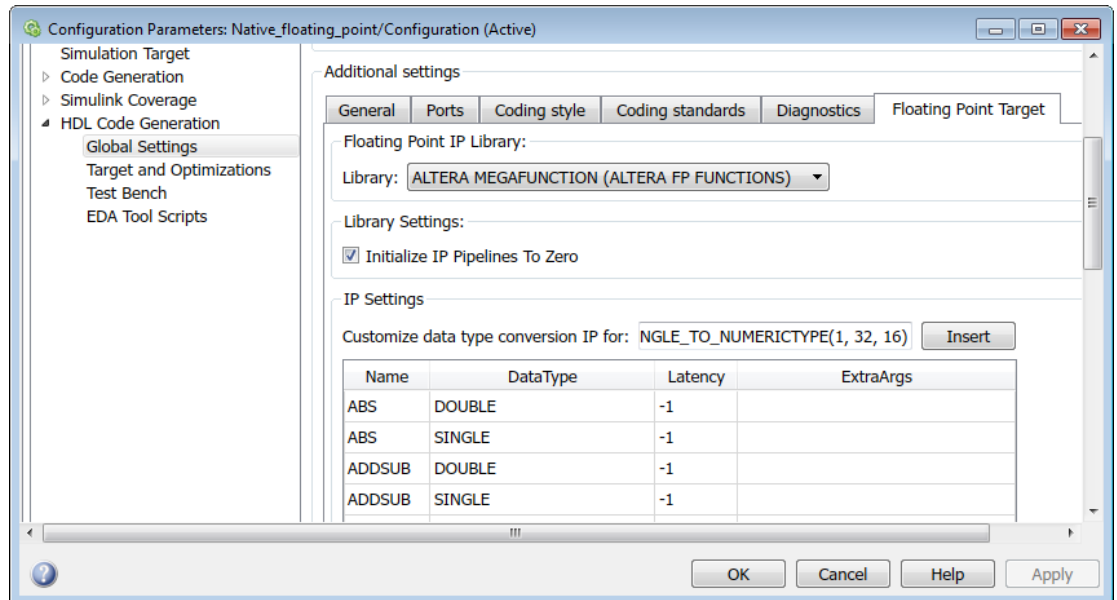 Configuration Parameters: Native_floating_point/Configuration (Active)
Simulation Target
Code Generation
Simulink Coverage
HDL Code Generation
Global Settings
Target and Optimizations
Test Bench
EDA Tool Scripts
Additional settings
General Ports Coding style Coding standards Diagnostics Floating Point Target
Floating Point IP Library:
Library: ALTERA MEGAFUNCTION (ALTERA FP FUNCTIONS)
Library Settings:
Initialize IP Pipelines To Zero
IP Settings
Customize data type conversion IP for: NGLE_TO_NUMERICTYPE(1, 32, 16) Insert
Name DataType Latency ExtraArgs
ABS DOUBLE -1
ABS SINGLE -1
ADDSUB DOUBLE -1
ADDSUB SINGLE -1
OK Cancel Help Apply